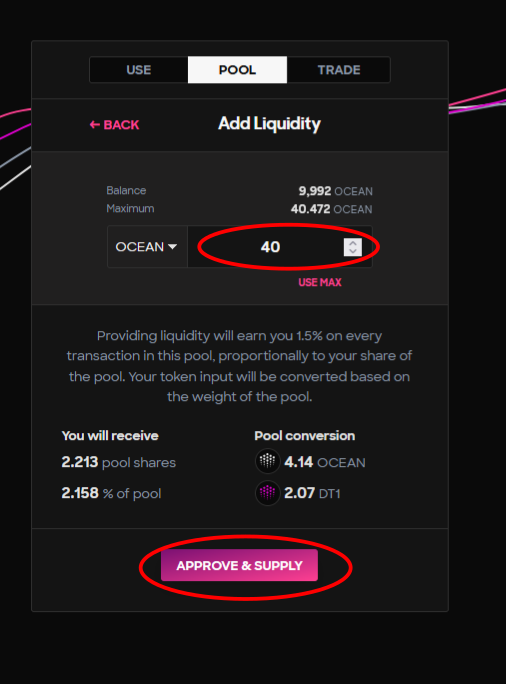 USE POOL TRADE
← BACK Add Liquidity
Balance 9,992 OCEAN
Maximum 40.472 OCEAN
OCEAN 40
USE MAX
Providing liquidity will earn you 1.5% on every
transaction in this pool, proportionally to your share of
the pool. Your token input will be converted based on
the weight of the pool.
You will receive Pool conversion
2.213 pool shares 4.14 OCEAN
2.158 % of pool 2.07 DT1
APPROVE & SUPPLY